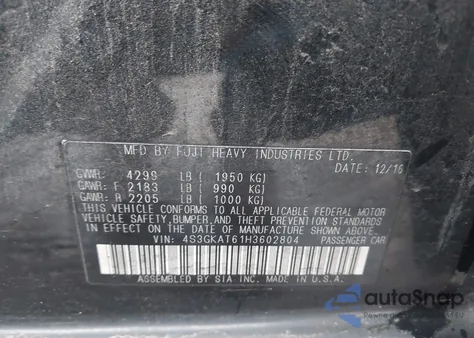 MFD BY FUJI HEAVY INDUSTRIES LTD.
DATE: 12/16
GVWR: 4299 LB ( 1950 KG)
GAWR: F 2183 LB ( 990 KG)
GAWR: R 2205 LB ( 1000 KG)
THIS VEHICLE CONFORMS TO ALL APPLICABLE FEDERAL MOTOR
VEHICLE SAFETY, BUMPER, AND THEFT PREVENTION STANDARDS
IN EFFECT ON THE DATE OF MANUFACTURE SHOWN ABOVE.
VIN: 4S3GKAT61H3602804 PASSENGER CAR
ASSEMBLED BY SIA INC. MADE IN U.S.A.
autoSnap